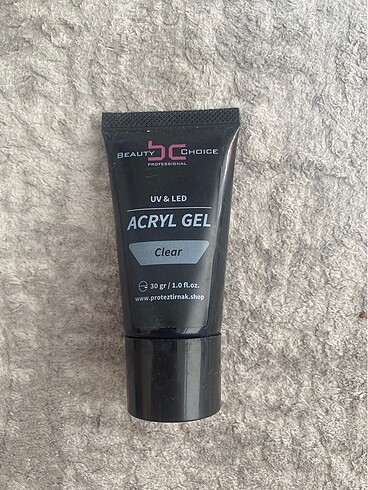 BEAUTY bc CHOICE
PROFESSIONAL
UV & LED
ACRYL GEL
Clear
30 gr / 1.0 fl.oz.
www.proteztirnak.shop